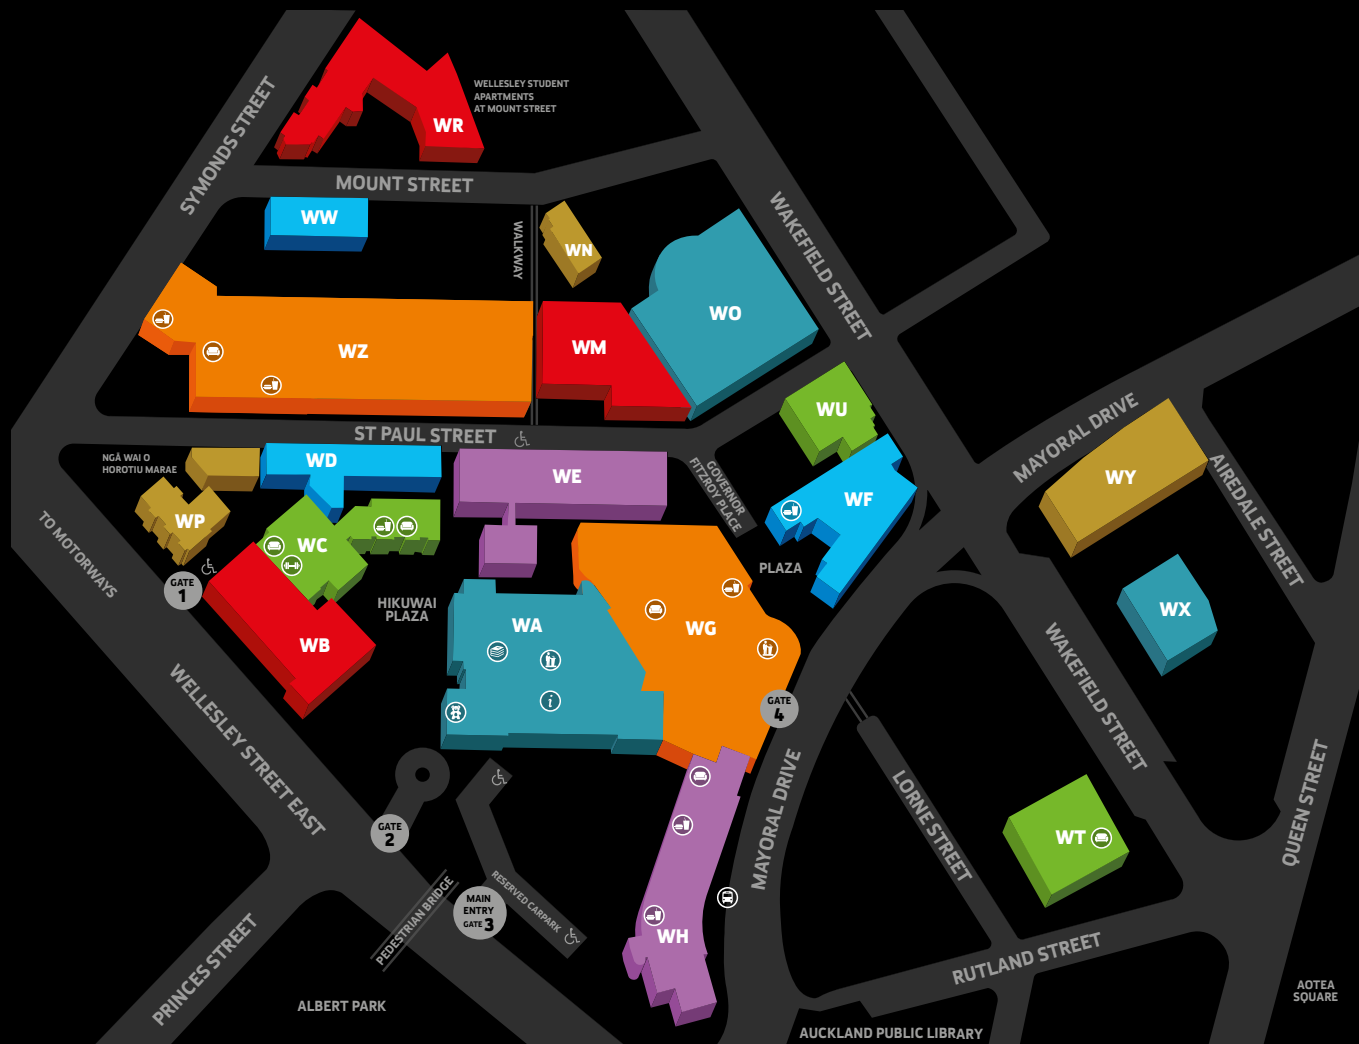 WELLESLEY STUDENT
APARTMENTS
AT MOUNT STREET
WR
SYMONDS STREET
MOUNT STREET
WW
WALKWAY
WN
WAKEFIELD STREET
WO
WZ
WM
WU
MAYORAL DRIVE
ST PAUL STREET
NGĀ WAI O
HOROTIU MARAE
WD
WE
GOVERNOR
FITZROY PLACE
WF
WY
AIREDALE STREET
WP
WC
TO MOTORWAYS
GATE
1
PLAZA
HIKUWAI
PLAZA
WX
WA
WG
WB
i
WAKEFIELD STREET
WELLESLEY STREET EAST
GATE
4
MAYORAL DRIVE
LORNE STREET
QUEEN STREET
GATE
2
WT
PEDESTRIAN BRIDGE
MAIN
ENTRY
GATE 3
RESERVED CARPARK
WH
PRINCES STREET
RUTLAND STREET
ALBERT PARK
AOTEA
SQUARE
AUCKLAND PUBLIC LIBRARY